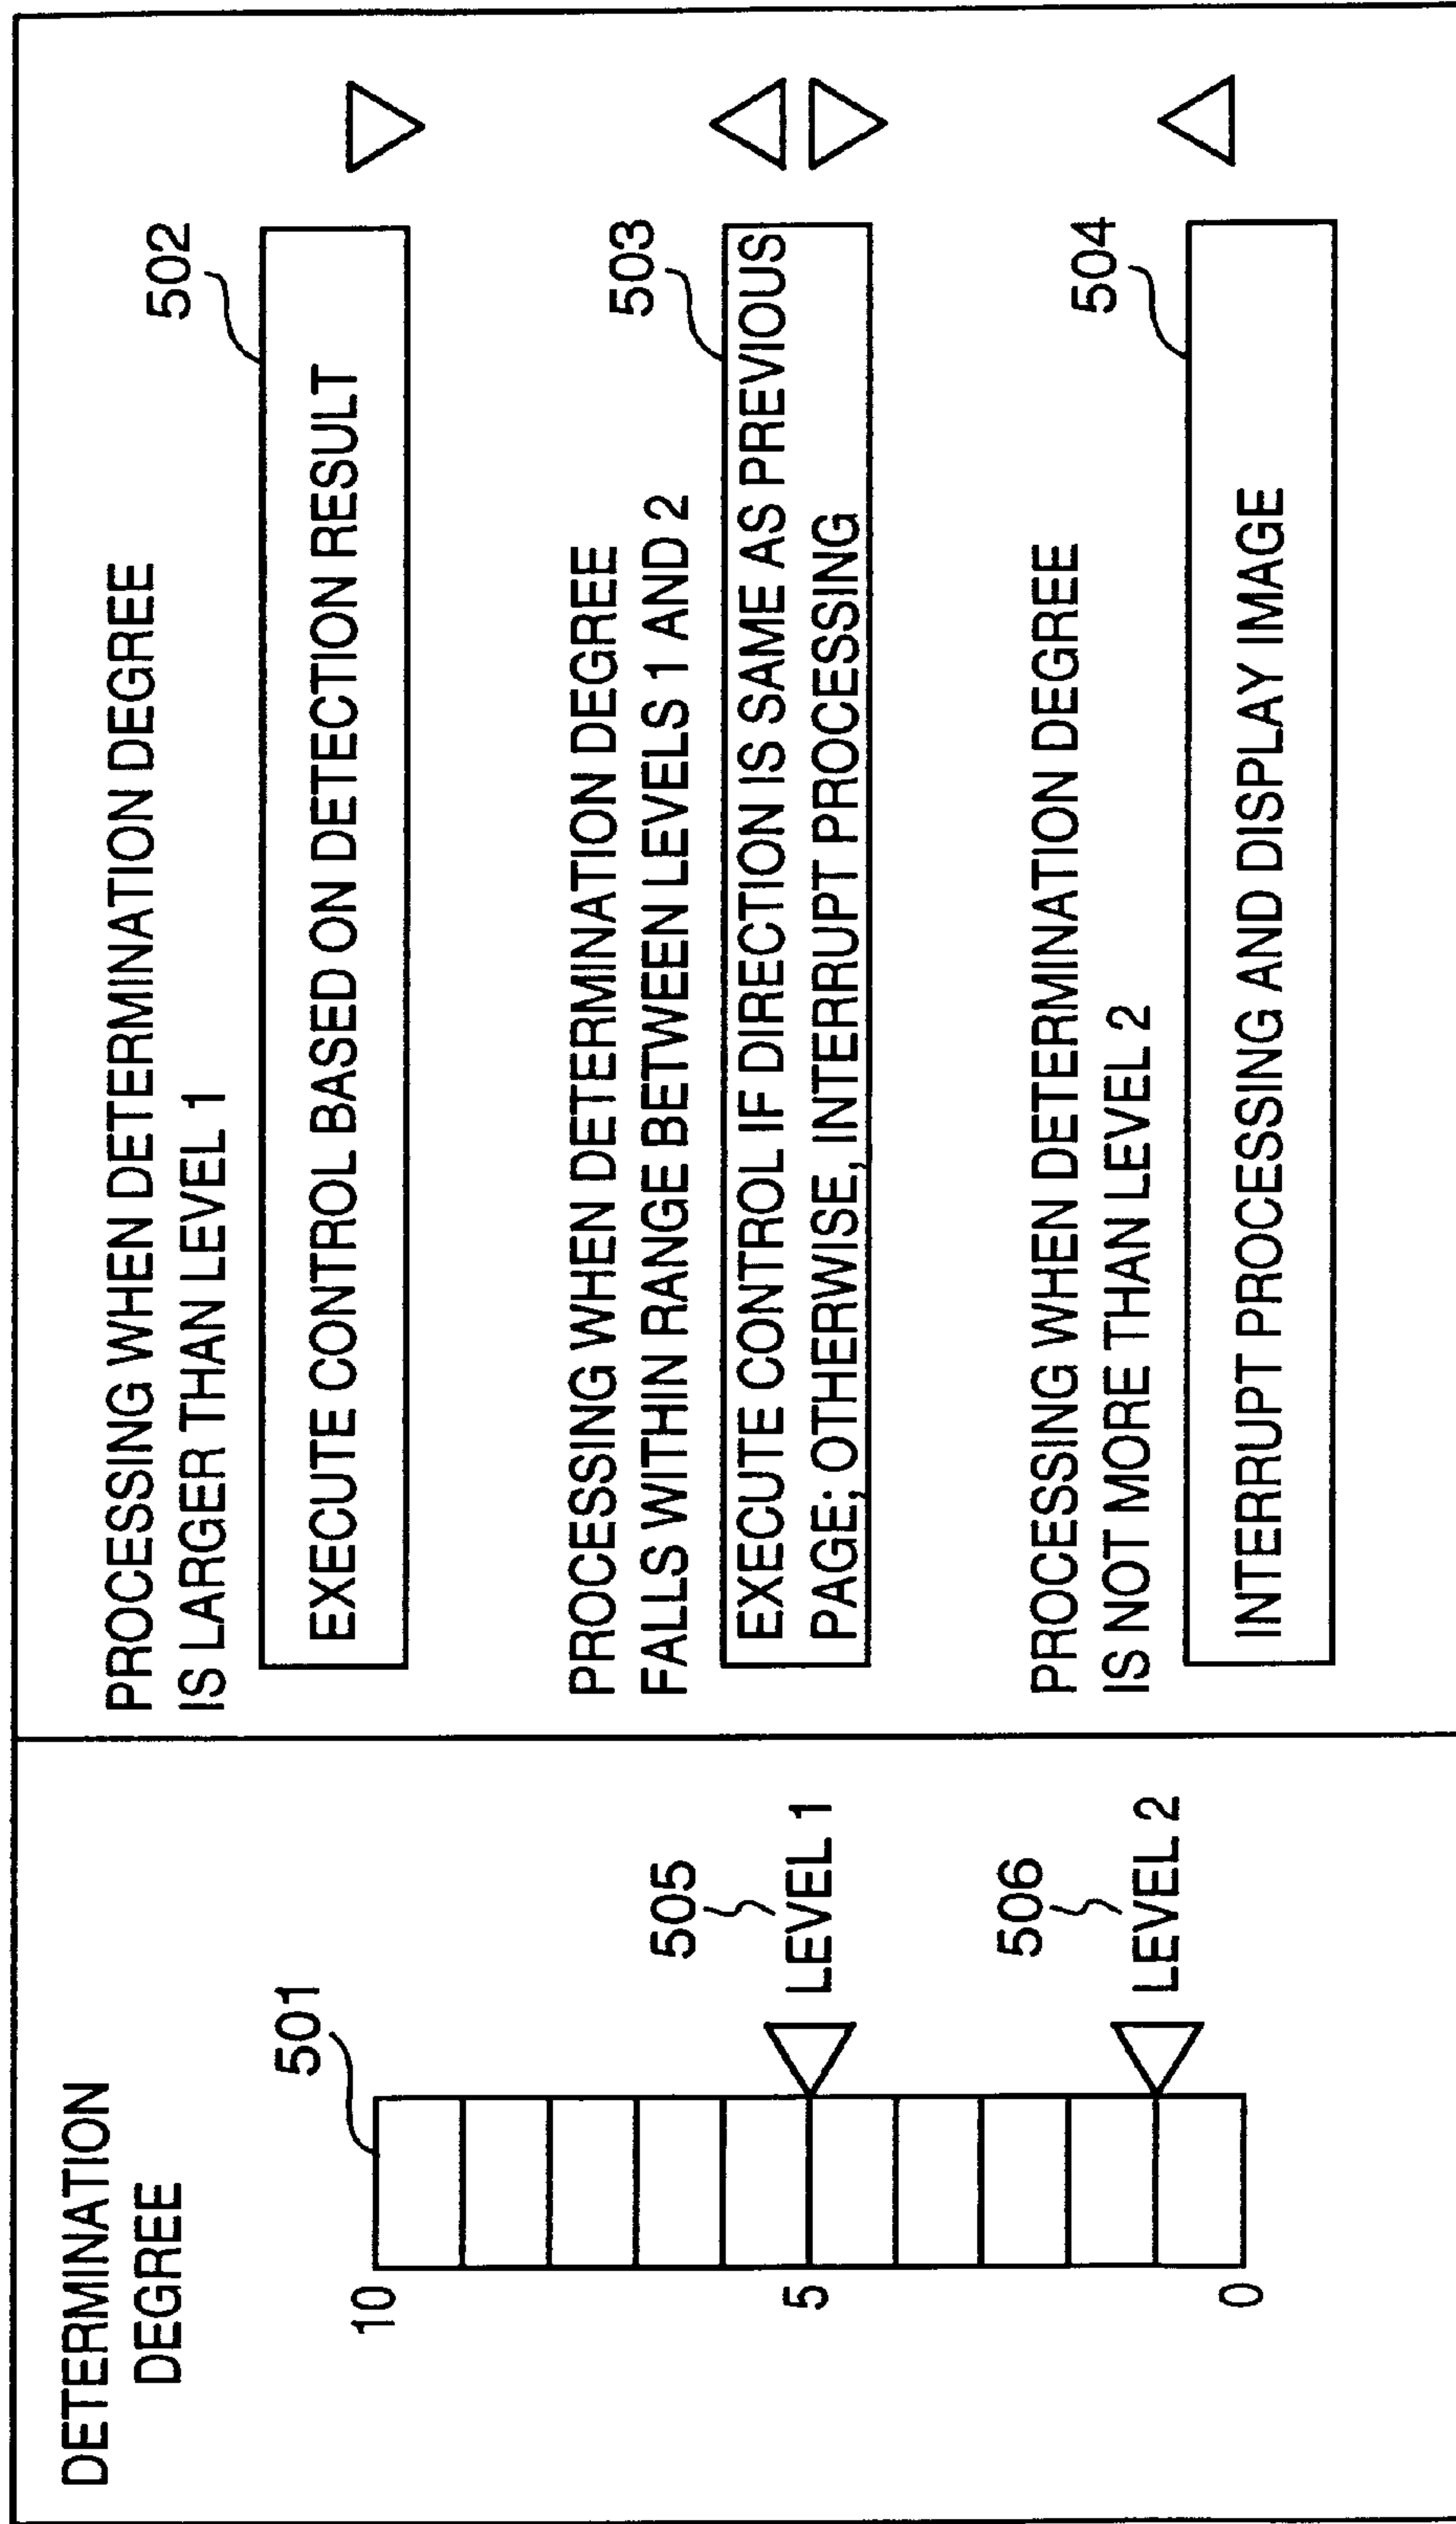 DETERMINATION
DEGREE
501
10
5
0
505
LEVEL 1
506
LEVEL 2
PROCESSING WHEN DETERMINATION DEGREE
IS LARGER THAN LEVEL 1
502
EXECUTE CONTROL BASED ON DETECTION RESULT
PROCESSING WHEN DETERMINATION DEGREE
FALLS WITHIN RANGE BETWEEN LEVELS 1 AND 2
503
EXECUTE CONTROL IF DIRECTION IS SAME AS PREVIOUS
PAGE; OTHERWISE, INTERRUPT PROCESSING
PROCESSING WHEN DETERMINATION DEGREE
IS NOT MORE THAN LEVEL 2
504
INTERRUPT PROCESSING AND DISPLAY IMAGE